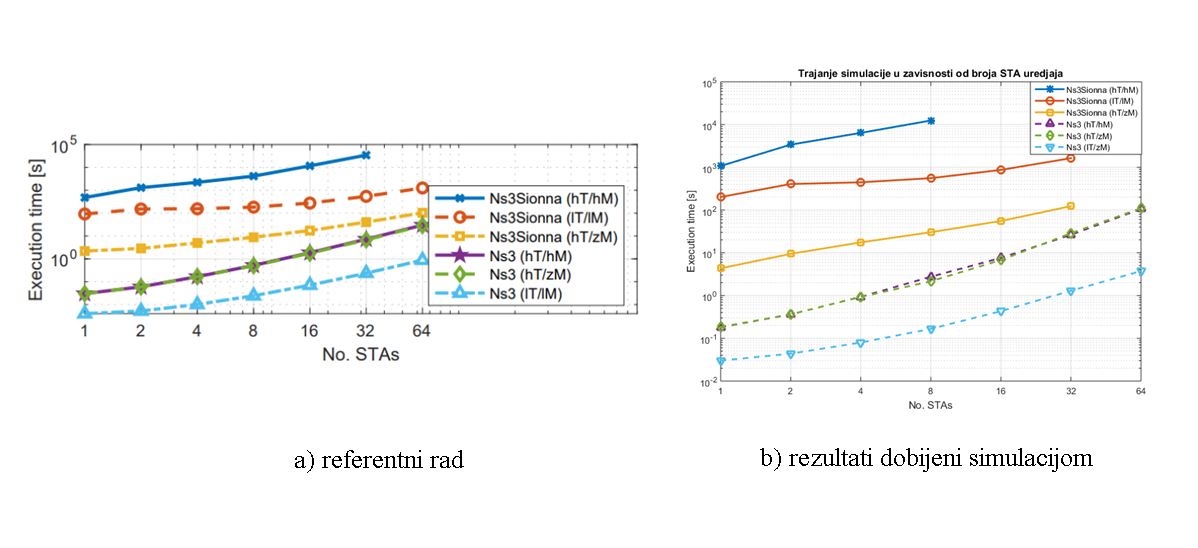 10^5
10^0
Execution time [s]
1 2 4 8 16 32 64
No. STAs
Ns3Sionna (hT/hM)
Ns3Sionna (lT/lM)
Ns3Sionna (hT/zM)
Ns3 (hT/hM)
Ns3 (hT/zM)
Ns3 (lT/lM)
a) referentni rad
Trajanje simulacije u zavisnosti od broja STA uredjaja
10^5
10^4
10^3
10^2
10^1
10^0
10^-1
10^-2
Execution time [s]
1 2 4 8 16 32 64
No. STAs
Ns3Sionna (hT/hM)
Ns3Sionna (lT/lM)
Ns3Sionna (hT/zM)
Ns3 (hT/hM)
Ns3 (hT/zM)
Ns3 (lT/zM)
b) rezultati dobijeni simulacijom